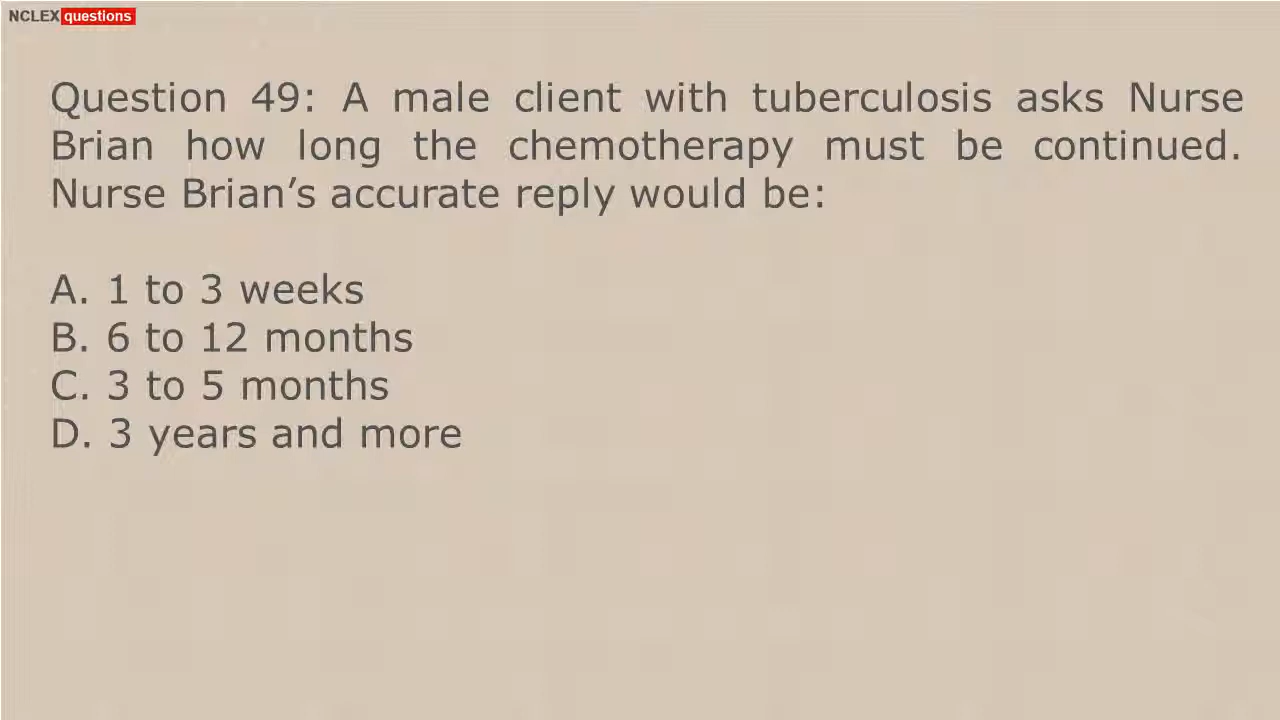 NCLEX questions
Question 49: A male client with tuberculosis asks Nurse
Brian how long the chemotherapy must be continued.
Nurse Brian’s accurate reply would be:
A. 1 to 3 weeks
B. 6 to 12 months
C. 3 to 5 months
D. 3 years and more